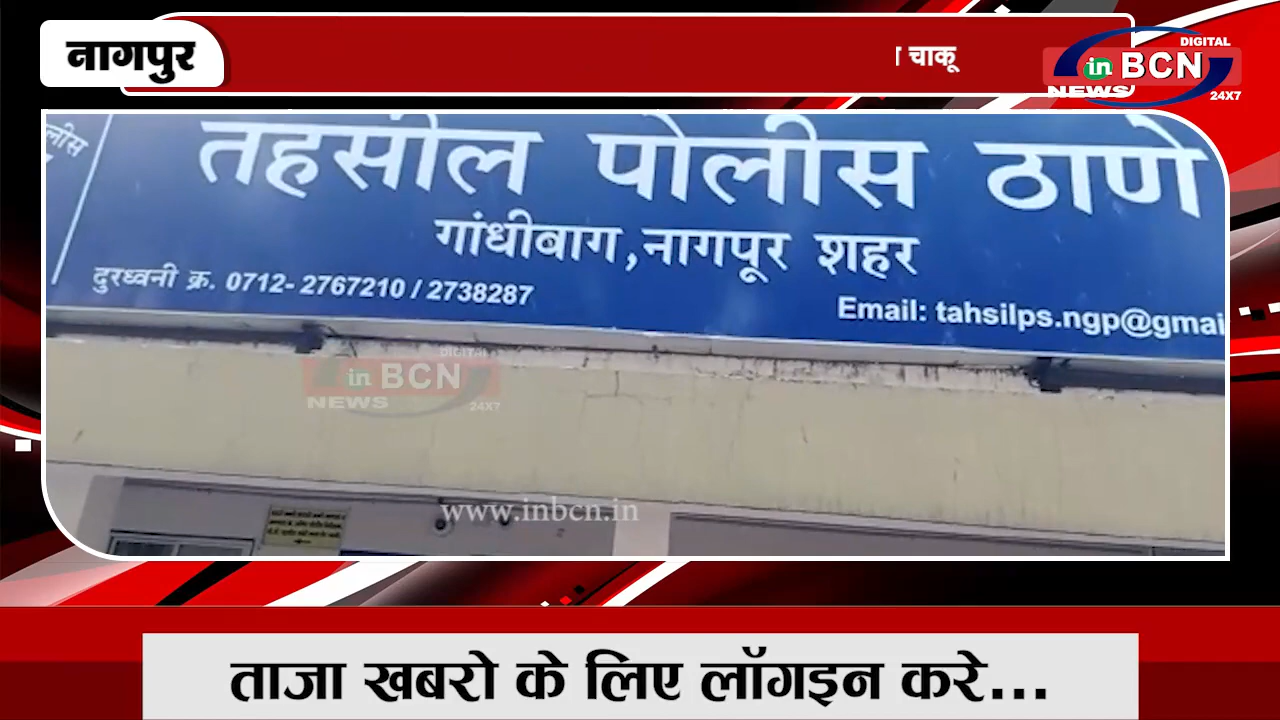 नागपुर
चाकू
DIGITAL
in BCN
NEWS
24X7
तहसील पोलीस ठाणे
गांधीबाग,नागपूर शहर
दुरध्वनी क्र. 0712- 2767210 / 2738287
Email: tahsilps.ngp@gmai
DIGITAL
in BCN
NEWS
24X7
www.inbcn.in
ताजा खबरो के लिए लॉगइन करे...